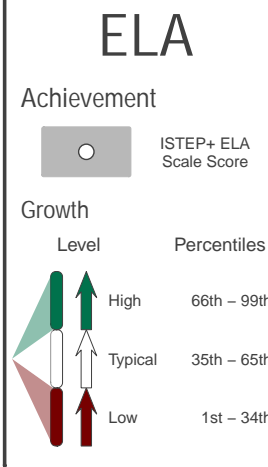 ELA
Achievement
ISTEP+ ELA
Scale Score
Growth
Level Percentiles
High 66th – 99th
Typical 35th – 65th
Low 1st – 34th